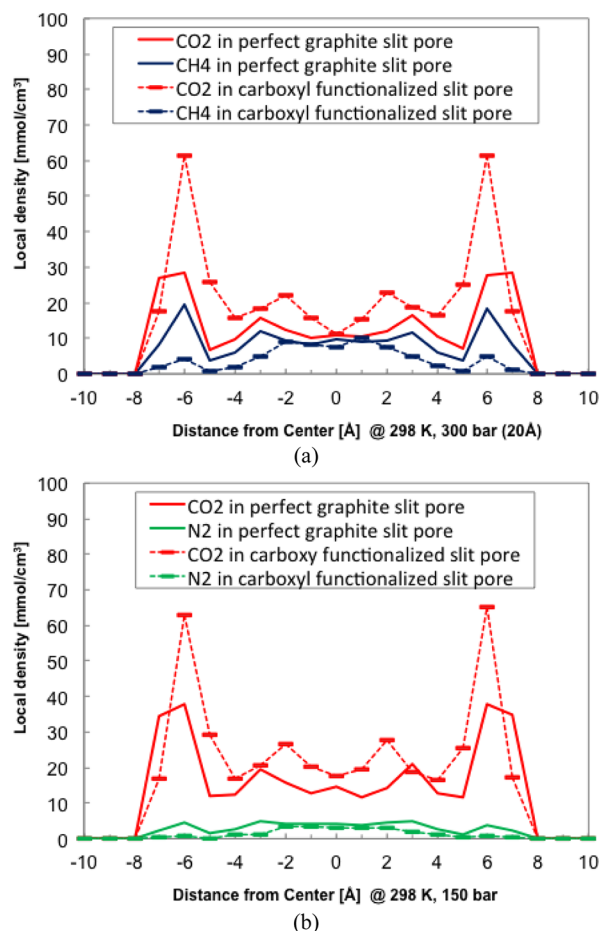 100
90
80
70
60
50
40
30
20
10
0
Local density [mmol/cm³]
CO2 in perfect graphite slit pore
CH4 in perfect graphite slit pore
CO2 in carboxyl functionalized slit pore
CH4 in carboxyl functionalized slit pore
-10 -8 -6 -4 -2 0 2 4 6 8 10
Distance from Center [Å] @ 298 K, 300 bar (20Å)
(a)
100
90
80
70
60
50
40
30
20
10
0
Local density [mmol/cm³]
CO2 in perfect graphite slit pore
N2 in perfect graphite slit pore
CO2 in carboxy functionalized slit pore
N2 in carboxyl functionalized slit pore
-10 -8 -6 -4 -2 0 2 4 6 8 10
Distance from Center [Å] @ 298 K, 150 bar
(b)